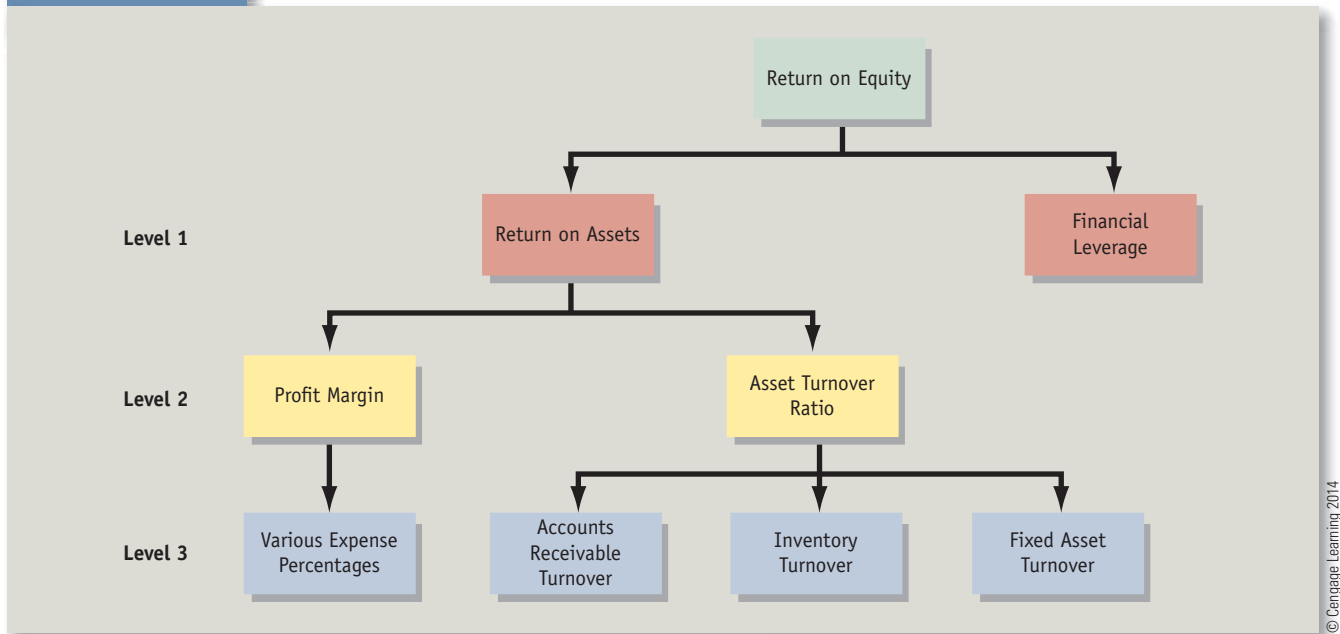 Return on Equity
Level 1
Return on Assets
Financial
Leverage
Level 2
Profit Margin
Asset Turnover
Ratio
Level 3
Various Expense
Percentages
Accounts
Receivable
Turnover
Inventory
Turnover
Fixed Asset
Turnover
© Cengage Learning 2014